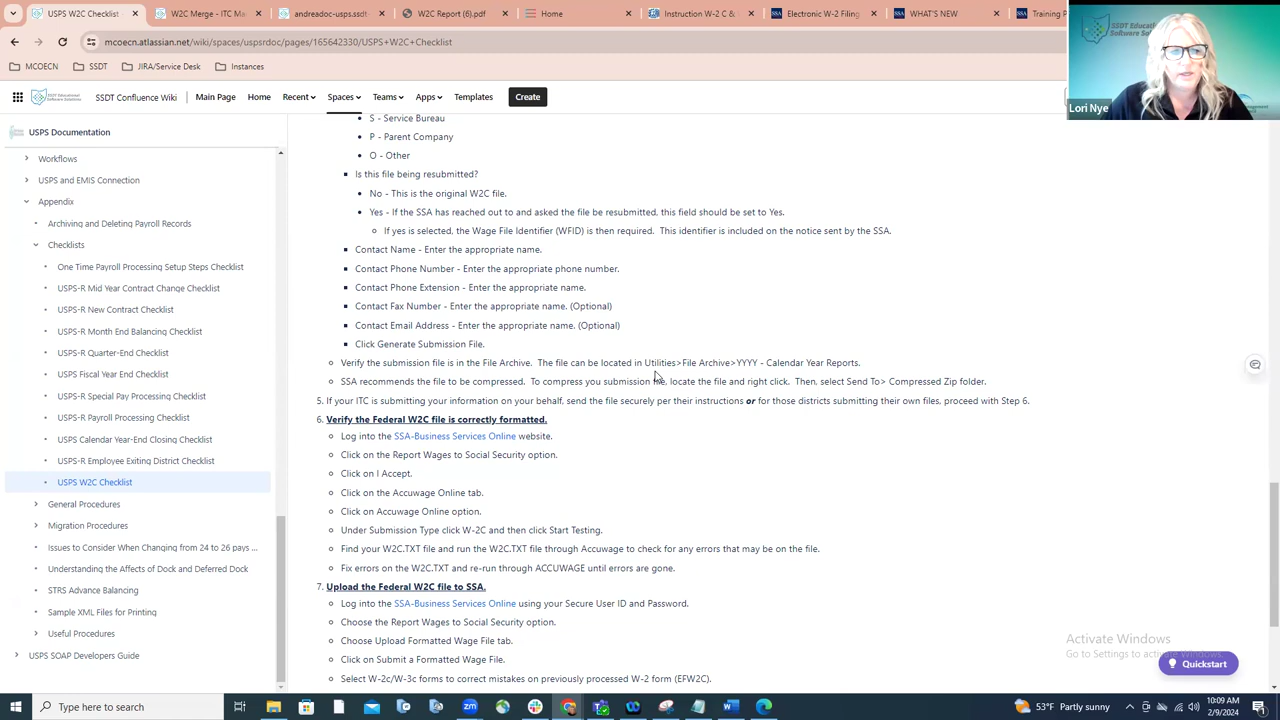 2024 Payr
Report 09921
Home
Instruction W-2 C &
Electronic W-2 Filing
WHAT'S NEW
Training P
mcoecn.atlassian.net/wiki/spaces/uspsrdoc/pages/165642330/USPS+W2C+Checklist
MCOECN
SSDT
JIRA/Service Desk
Instances
SSDT Confluence Wiki
Main Page
Home
Recent
Spaces
Teams
Apps
Templates
Create
Lori Nye
USPS Documentation
Workflows
USPS and EMIS Connection
Appendix
Archiving and Deleting Payroll Records
Checklists
One Time Payroll Processing Setup Steps Checklist
USPS-R Mid Year Contract Change Checklist
USPS-R New Contract Checklist
USPS-R Month End Balancing Checklist
USPS-R Quarter-End Checklist
USPS Fiscal Year End Checklist
USPS-R Special Pay Processing Checklist
USPS-R Payroll Processing Checklist
USPS Calendar Year-End Closing Checklist
USPS-R Employee Exiting District Checklist
USPS W2C Checklist
General Procedures
Migration Procedures
Issues to Consider When Changing from 24 to 26 pays ...
Understanding the Affects of Dock and Deferred Dock
STRS Advance Balancing
Sample XML Files for Printing
Useful Procedures
USPS SOAP Developers Guide
- Service Bureau
P - Parent Company
O - Other
Is this file being resubmitted?
No - This is the original W2C file.
Yes - If the SSA has reached out to and asked the file be resubmitted, this field should be set to Yes.
If yes is selected, the Wage File Identifier (WFID) is then required. This identifier is included on the notice sent by the SSA.
Contact Name - Enter the appropriate name.
Contact Phone Number - Enter the appropriate phone number.
Contact Phone Extension - Enter the appropriate name.
Contact Fax Number - Enter the appropriate name. (Optional)
Contact Email Address - Enter the appropriate name. (Optional)
Click Generate Submission File.
Verify the submission file is in the File Archive. The file can be located in Utilities>File Archive>YYYY - Calendar Year Reports.
SSA recommends the file to be compressed. To compress you submission file, locate the file and right click. Then, select Send To> Compressed Zip folder.
5. If your ITC is submitting your information on your behalf, send the file securely per their instructions or for those districts submitting their own files, proceed with Step 6.
6. Verify the Federal W2C file is correctly formatted.
Log into the SSA-Business Services Online website.
Click on the Report Wages to Social Security option.
Click on I Accept.
Click on the Accuwage Online tab.
Click on Accuwage Online option.
Under Submission Type click W-2C and then click Start Testing.
Find your W2C.TXT file and run the W2C.TXT file through Accuwage to check for any errors that may be on the file.
Fix errors on the W2C.TXT and re-run through ACCUWAGE until errors are gone.
7. Upload the Federal W2C file to SSA.
Log into the SSA-Business Services Online using your Secure User ID and Password.
Choose the Report Wages to Social Security option.
Choose Upload Formatted Wage File tab.
Click on Submit a Formatted Wage File.
Select W-2c/W-3c forms to correct mistakes on previously processed W-2 form (EFW2C).
Activate Windows
Go to Settings to activate Windows.
Quickstart
Type here to search
53°F Partly sunny
10:09 AM
2/9/2024